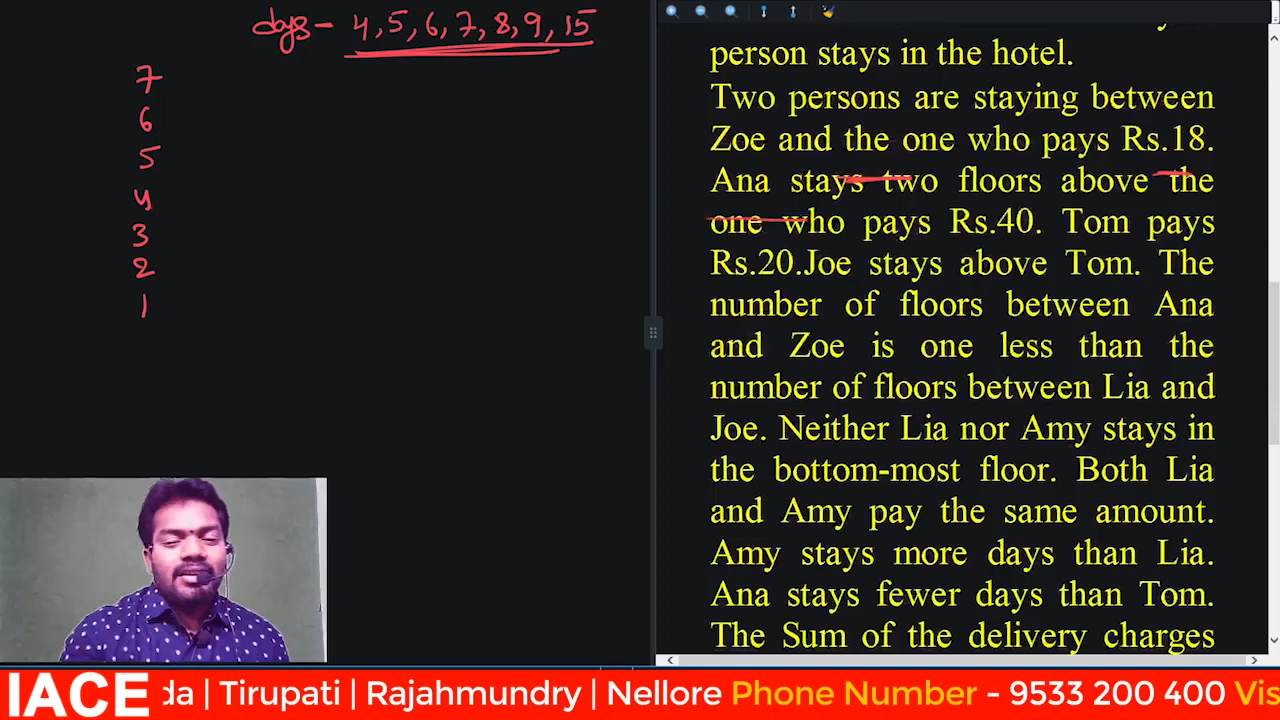 days - 4, 5, 6, 7, 8, 9, 15
7
6
5
4
3
2
1
person stays in the hotel.
Two persons are staying between
Zoe and the one who pays Rs.18.
Ana stays two floors above the
one who pays Rs.40. Tom pays
Rs.20.Joe stays above Tom. The
number of floors between Ana
and Zoe is one less than the
number of floors between Lia and
Joe. Neither Lia nor Amy stays in
the bottom-most floor. Both Lia
and Amy pay the same amount.
Amy stays more days than Lia.
Ana stays fewer days than Tom.
The Sum of the delivery charges
IACE da | Tirupati | Rajahmundry | Nellore Phone Number - 9533 200 400 Vis